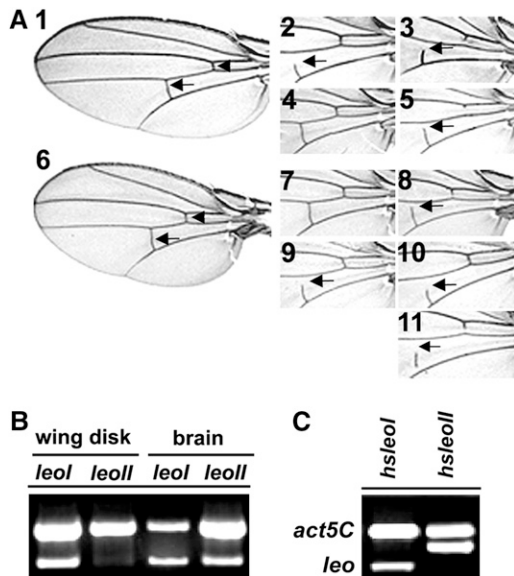 A
1
2
3
4
5
6
7
8
9
10
11
B
wing disk
brain
leoI
leoII
leoI
leoII
C
hsleoI
hsleoII
act5C
leo